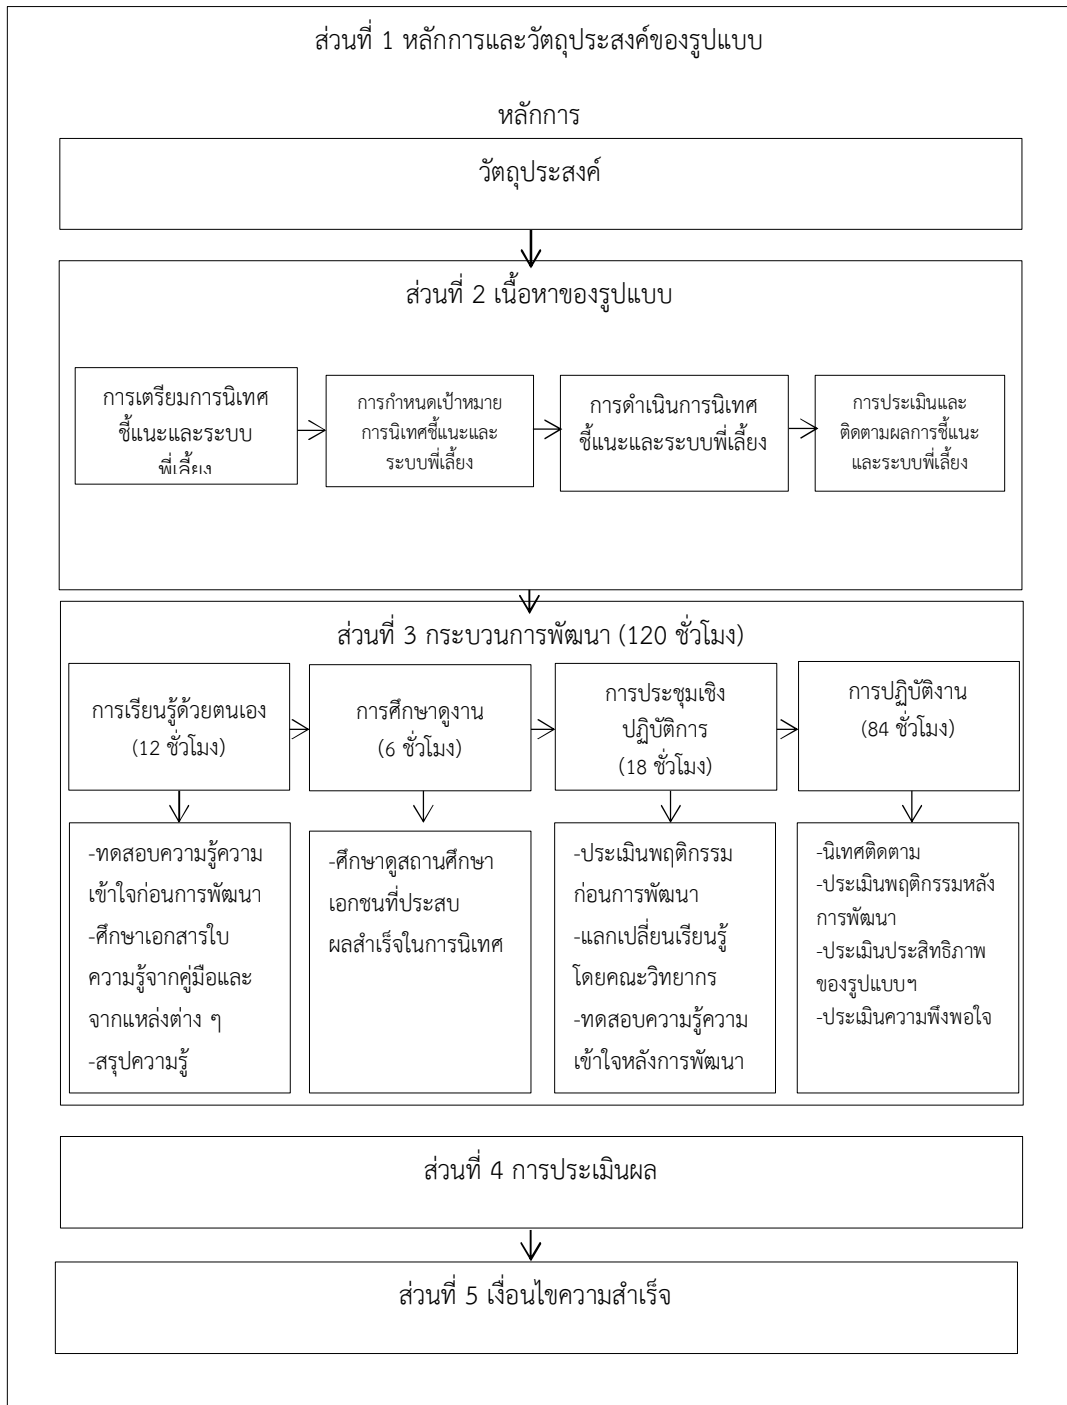 ส่วนที่ 1 หลักการและวัตถุประสงค์ของรูปแบบ
หลักการ
วัตถุประสงค์
ส่วนที่ 2 เนื้อหาของรูปแบบ
การเตรียมการนิเทศ
ชี้แนะและระบบ
พี่เลี้ยง
การกำหนดเป้าหมาย
การนิเทศชี้แนะและ
ระบบพี่เลี้ยง
การดำเนินการนิเทศ
ชี้แนะและระบบพี่เลี้ยง
การประเมินและ
ติดตามผลการชี้แนะ
และระบบพี่เลี้ยง
ส่วนที่ 3 กระบวนการพัฒนา (120 ชั่วโมง)
การเรียนรู้ด้วยตนเอง
(12 ชั่วโมง)
การศึกษาดูงาน
(6 ชั่วโมง)
การประชุมเชิง
ปฏิบัติการ
(18 ชั่วโมง)
การปฏิบัติงาน
(84 ชั่วโมง)
-ทดสอบความรู้ความ
เข้าใจก่อนการพัฒนา
-ศึกษาเอกสารใบ
ความรู้จากคู่มือและ
จากแหล่งต่าง ๆ
-สรุปความรู้
-ศึกษาดูสถานศึกษา
เอกชนที่ประสบ
ผลสำเร็จในการนิเทศ
-ประเมินพฤติกรรม
ก่อนการพัฒนา
-แลกเปลี่ยนเรียนรู้
โดยคณะวิทยากร
-ทดสอบความรู้ความ
เข้าใจหลังการพัฒนา
-นิเทศติดตาม
-ประเมินพฤติกรรมหลัง
การพัฒนา
-ประเมินประสิทธิภาพ
ของรูปแบบฯ
-ประเมินความพึงพอใจ
ส่วนที่ 4 การประเมินผล
ส่วนที่ 5 เงื่อนไขความสำเร็จ